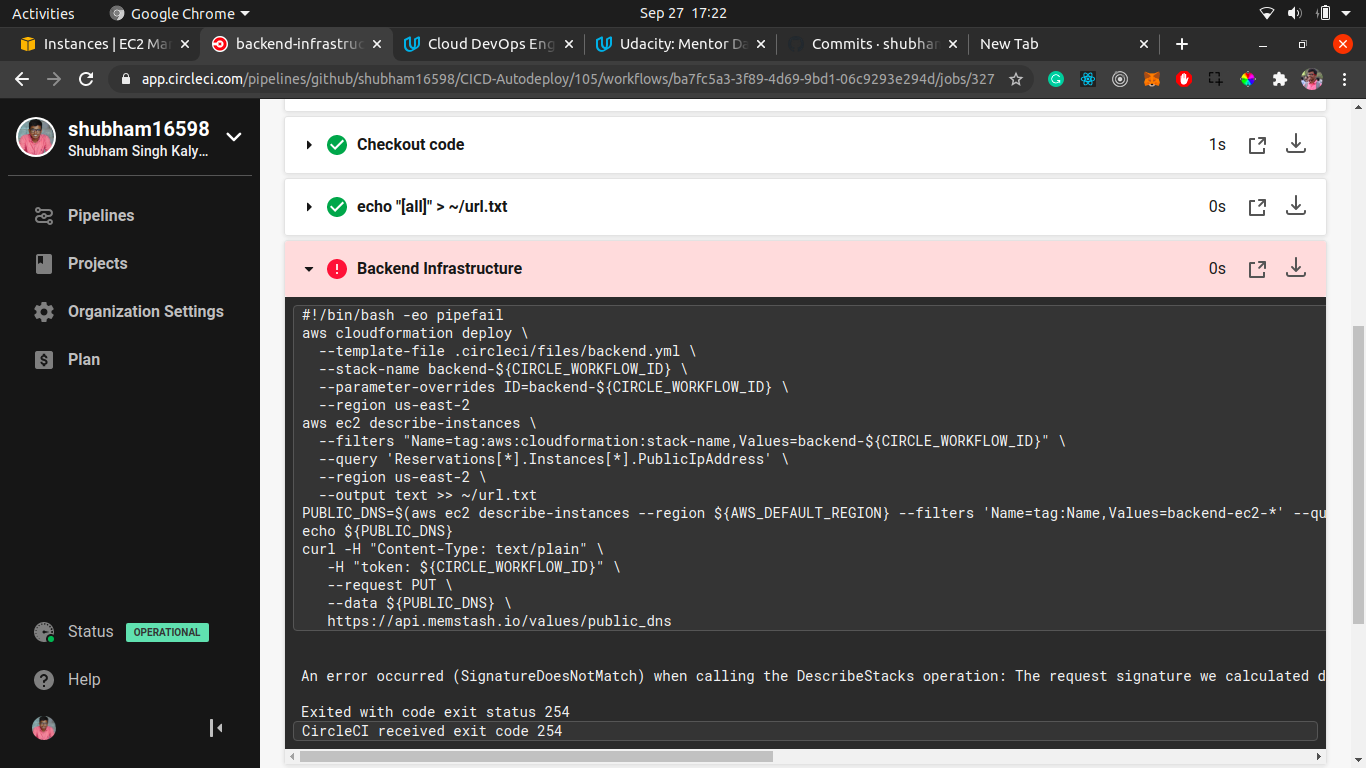 Activities
Google Chrome
Sep 27 17:22
Instances | EC2 Mar
backend-infrastruc
Cloud DevOps Eng
Udacity: Mentor Da
Commits · shubham
New Tab
app.circleci.com/pipelines/github/shubham16598/CICD-Autodeploy/105/workflows/ba7fc5a3-3f89-4d69-9bd1-06c9293e294d/jobs/327
shubham16598
Shubham Singh Kaly...
Pipelines
Projects
Organization Settings
Plan
Status OPERATIONAL
Help
Checkout code 1s
echo "[all]" > ~/url.txt 0s
Backend Infrastructure 0s
#!/bin/bash -eo pipefail
aws cloudformation deploy \
--template-file .circleci/files/backend.yml \
--stack-name backend-${CIRCLE_WORKFLOW_ID} \
--parameter-overrides ID=backend-${CIRCLE_WORKFLOW_ID} \
--region us-east-2
aws ec2 describe-instances \
--filters "Name=tag:aws:cloudformation:stack-name,Values=backend-${CIRCLE_WORKFLOW_ID}" \
--query 'Reservations[*].Instances[*].PublicIpAddress' \
--region us-east-2 \
--output text >> ~/url.txt
PUBLIC_DNS=$(aws ec2 describe-instances --region ${AWS_DEFAULT_REGION} --filters 'Name=tag:Name,Values=backend-ec2-*' --qu
echo ${PUBLIC_DNS}
curl -H "Content-Type: text/plain" \
-H "token: ${CIRCLE_WORKFLOW_ID}" \
--request PUT \
--data ${PUBLIC_DNS} \
https://api.memstash.io/values/public_dns
An error occurred (SignatureDoesNotMatch) when calling the DescribeStacks operation: The request signature we calculated d
Exited with code exit status 254
CircleCI received exit code 254